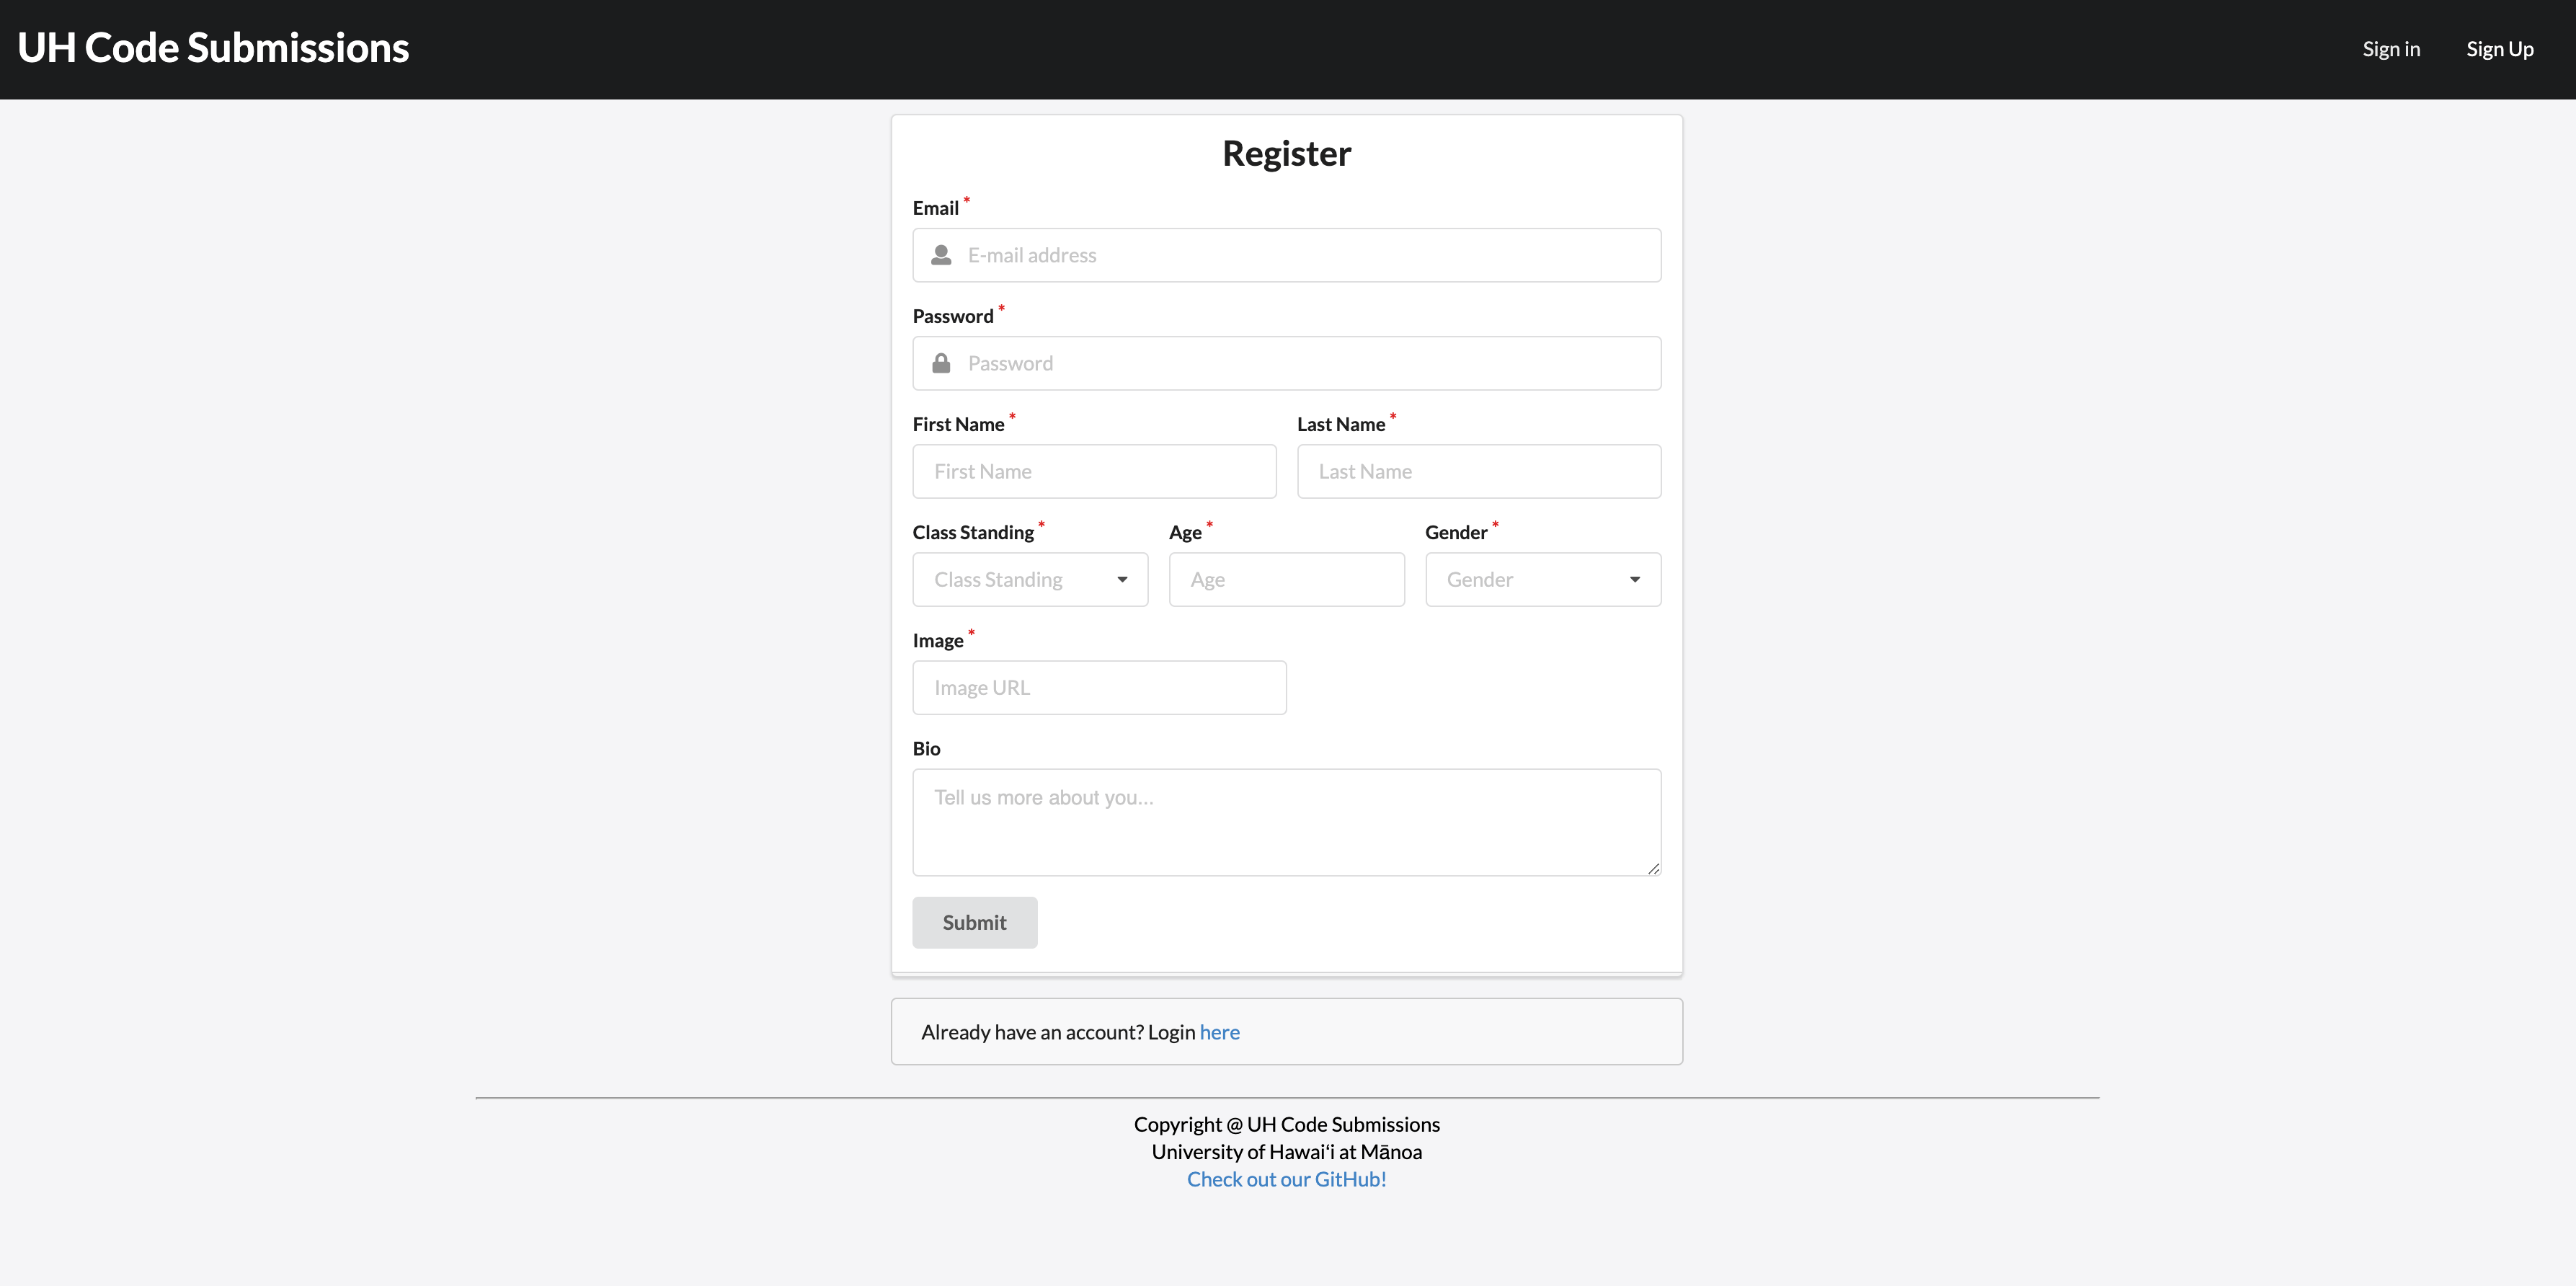 UH Code Submissions
Sign in Sign Up
Register
Email *
E-mail address
Password *
Password
First Name * Last Name *
First Name Last Name
Class Standing * Age * Gender *
Class Standing Age Gender
Image *
Image URL
Bio
Tell us more about you...
Submit
Already have an account? Login here
Copyright @ UH Code Submissions
University of Hawaiʻi at Mānoa
Check out our GitHub!